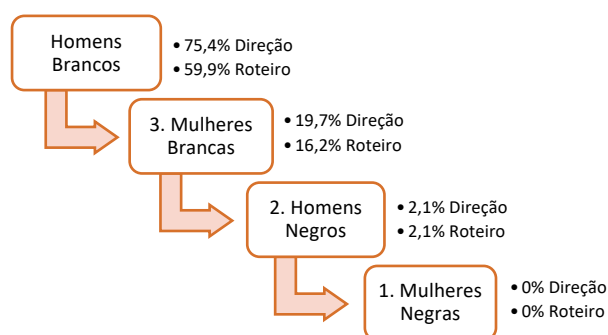 Homens
Brancos
• 75,4% Direção
• 59,9% Roteiro
3. Mulheres
Brancas
• 19,7% Direção
• 16,2% Roteiro
2. Homens
Negros
• 2,1% Direção
• 2,1% Roteiro
1. Mulheres
Negras
• 0% Direção
• 0% Roteiro